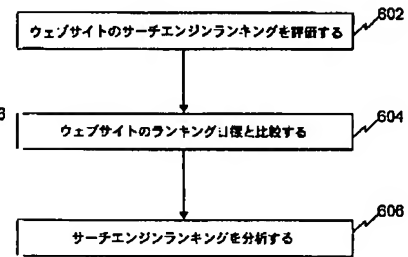 ウェブサイトのサーチエンジンランキングを評価する
602
ウェブサイトのランキング目標と比較する
604
サーチエンジンランキングを分析する
606